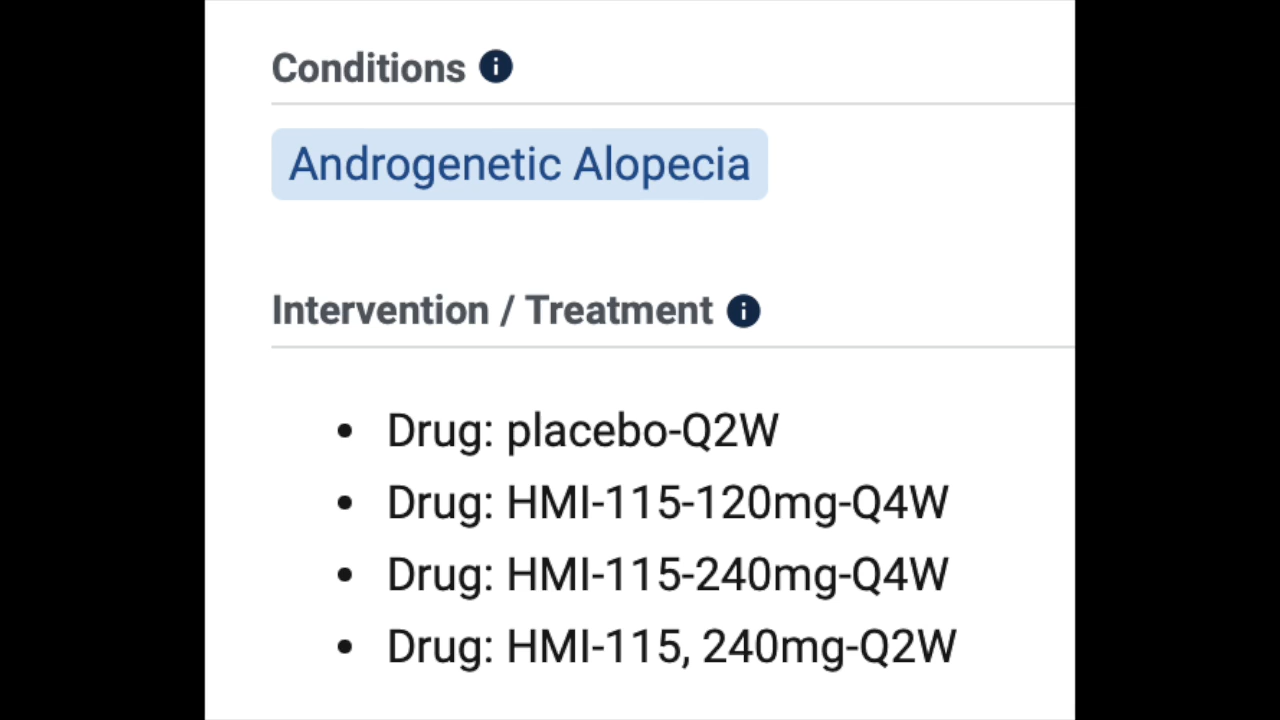 Conditions
Androgenetic Alopecia
Intervention / Treatment
• Drug: placebo-Q2W
• Drug: HMI-115-120mg-Q4W
• Drug: HMI-115-240mg-Q4W
• Drug: HMI-115, 240mg-Q2W